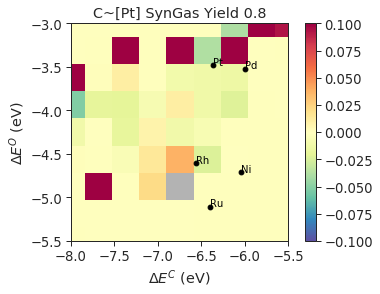 C~[Pt] SynGas Yield 0.8
−3.0
−3.5
−4.0
−4.5
−5.0
−5.5
ΔE^O (eV)
Pt
Pd
Rh
Ni
Ru
−8.0 −7.5 −7.0 −6.5 −6.0 −5.5
ΔE^C (eV)
0.100
0.075
0.050
0.025
0.000
−0.025
−0.050
−0.075
−0.100